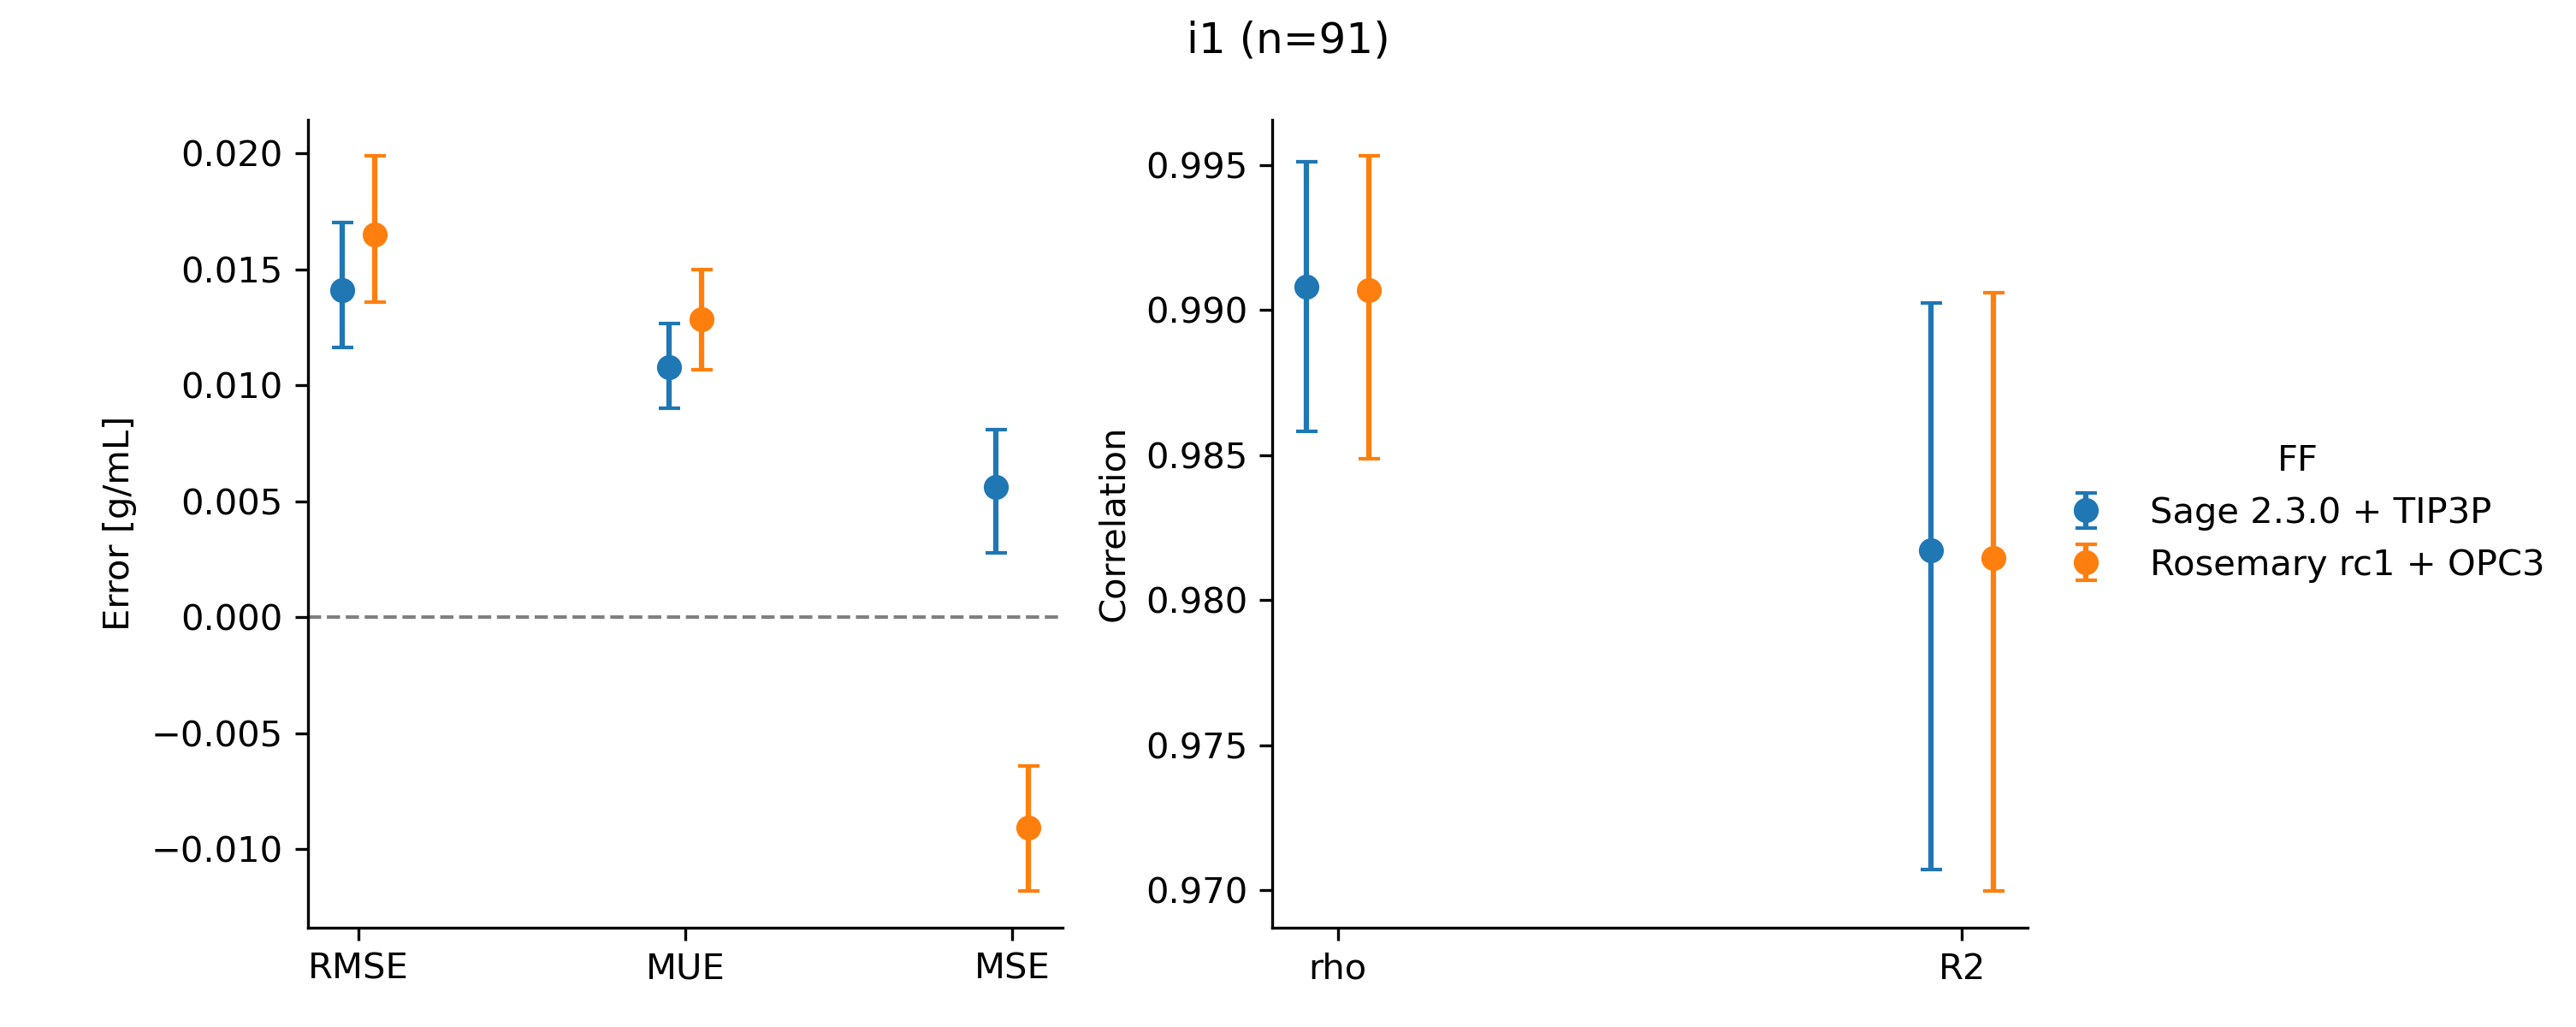 i1 (n=91)
Error [g/mL]
0.020
0.015
0.010
0.005
0.000
−0.005
−0.010
RMSE
MUE
MSE
Correlation
0.995
0.990
0.985
0.980
0.975
0.970
rho
R2
FF
Sage 2.3.0 + TIP3P
Rosemary rc1 + OPC3